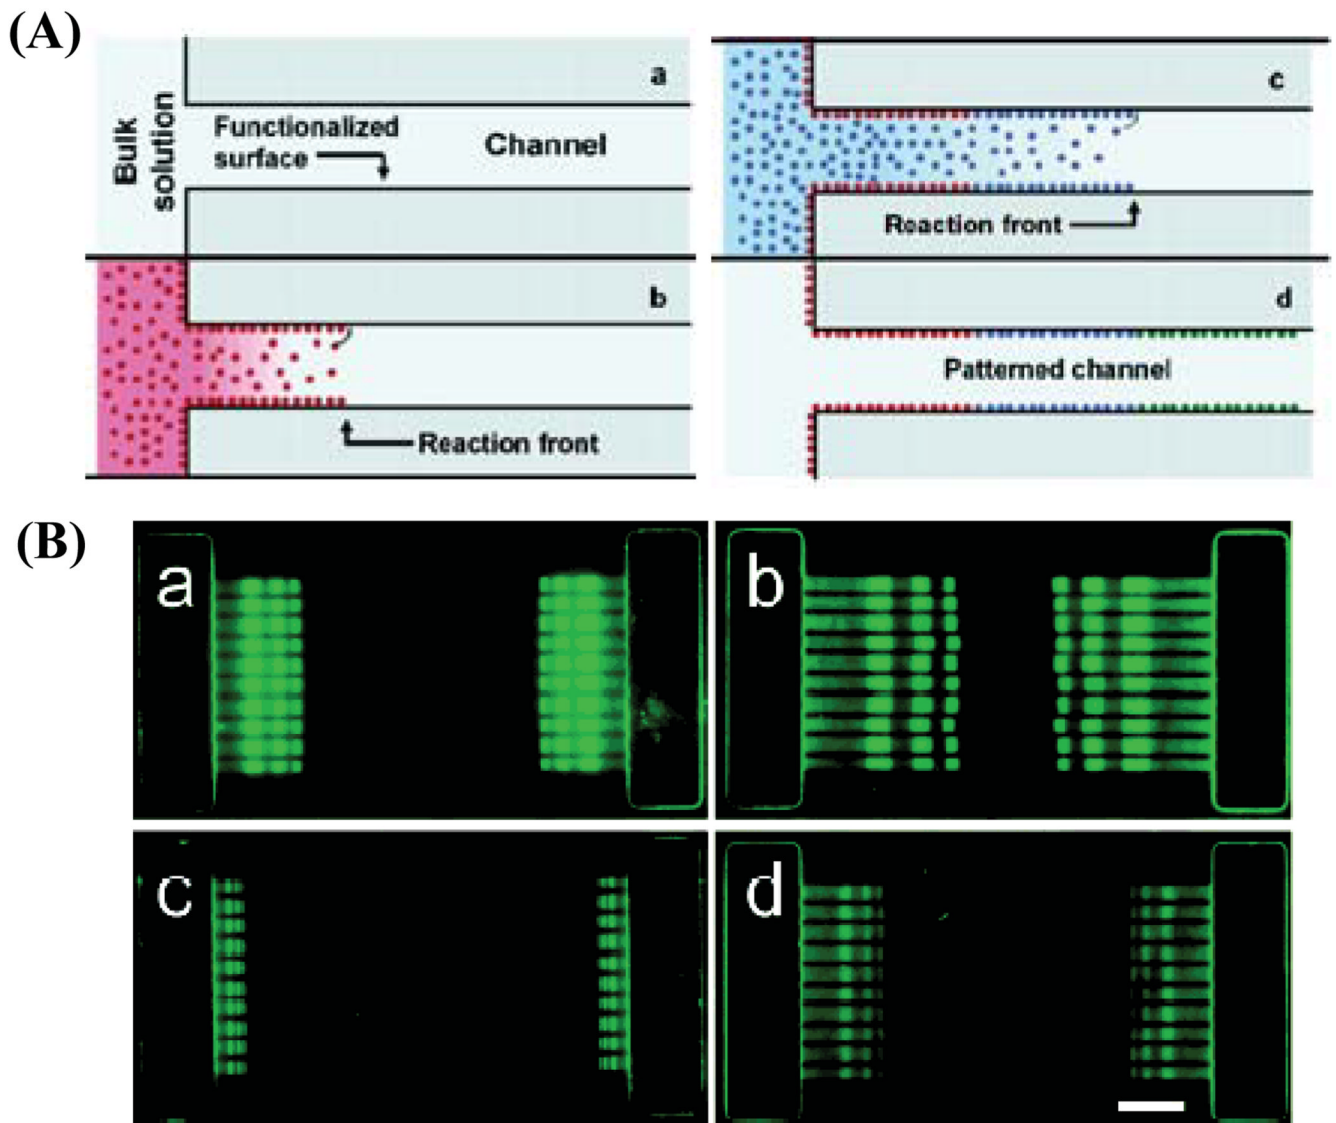 (A)
a
Bulk
solution
Functionalized
surface
Channel
b
Reaction front
c
Reaction front
d
Patterned channel
(B)
a
b
c
d